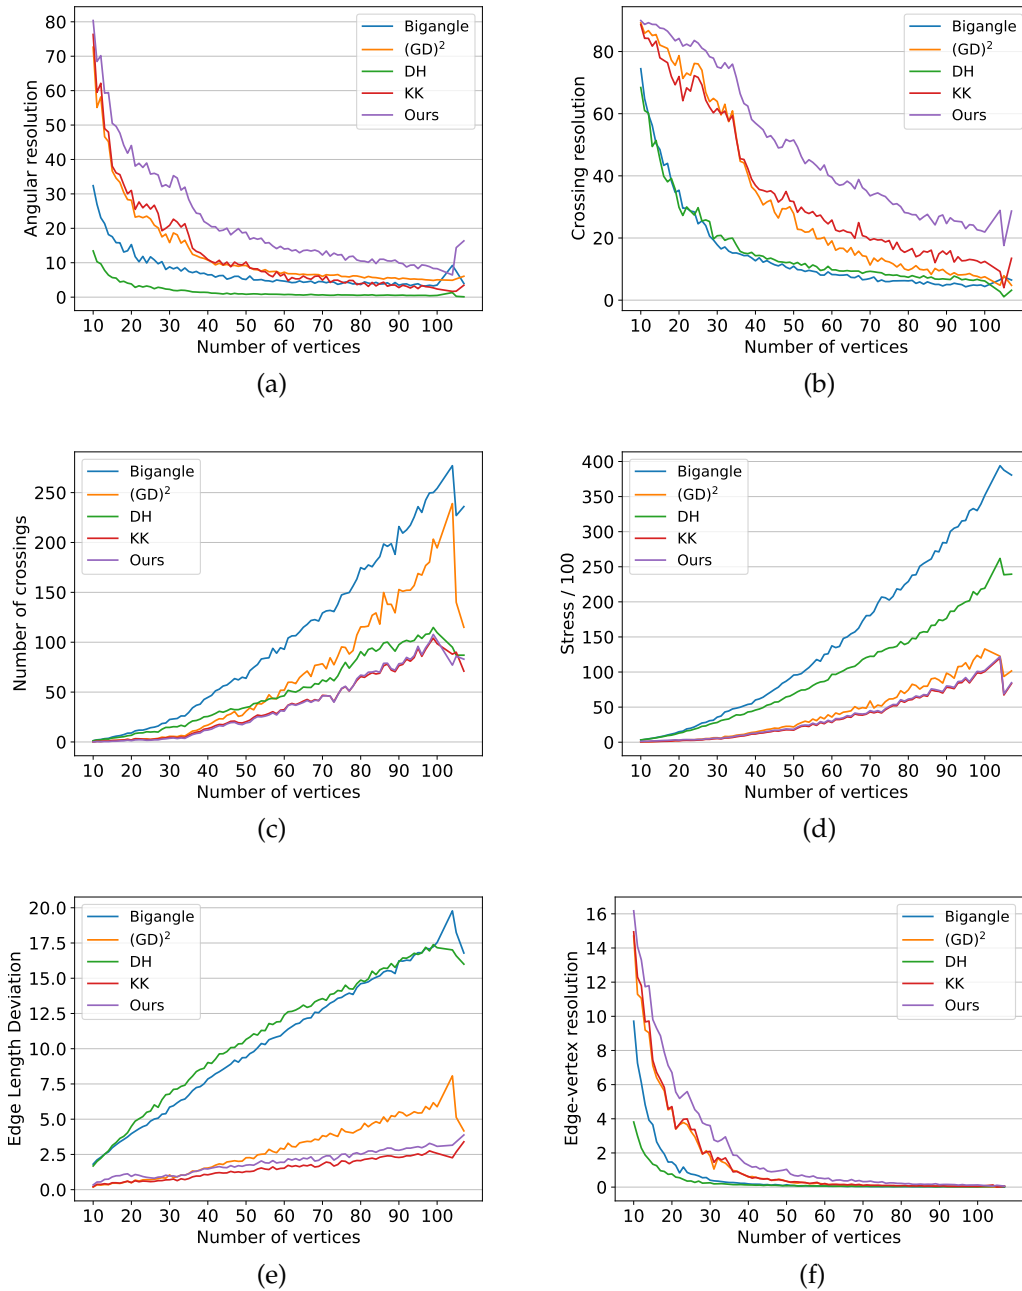 80
70
60
50
40
30
20
10
0
Angular resolution
Bigangle
(GD)²
DH
KK
Ours
10 20 30 40 50 60 70 80 90 100
Number of vertices
(a)
80
60
40
20
0
Crossing resolution
Bigangle
(GD)²
DH
KK
Ours
10 20 30 40 50 60 70 80 90 100
Number of vertices
(b)
250
200
150
100
50
0
Number of crossings
Bigangle
(GD)²
DH
KK
Ours
10 20 30 40 50 60 70 80 90 100
Number of vertices
(c)
400
350
300
250
200
150
100
50
0
Stress / 100
Bigangle
(GD)²
DH
KK
Ours
10 20 30 40 50 60 70 80 90 100
Number of vertices
(d)
20.0
17.5
15.0
12.5
10.0
7.5
5.0
2.5
0.0
Edge Length Deviation
Bigangle
(GD)²
DH
KK
Ours
10 20 30 40 50 60 70 80 90 100
Number of vertices
(e)
16
14
12
10
8
6
4
2
0
Edge-vertex resolution
Bigangle
(GD)²
DH
KK
Ours
10 20 30 40 50 60 70 80 90 100
Number of vertices
(f)